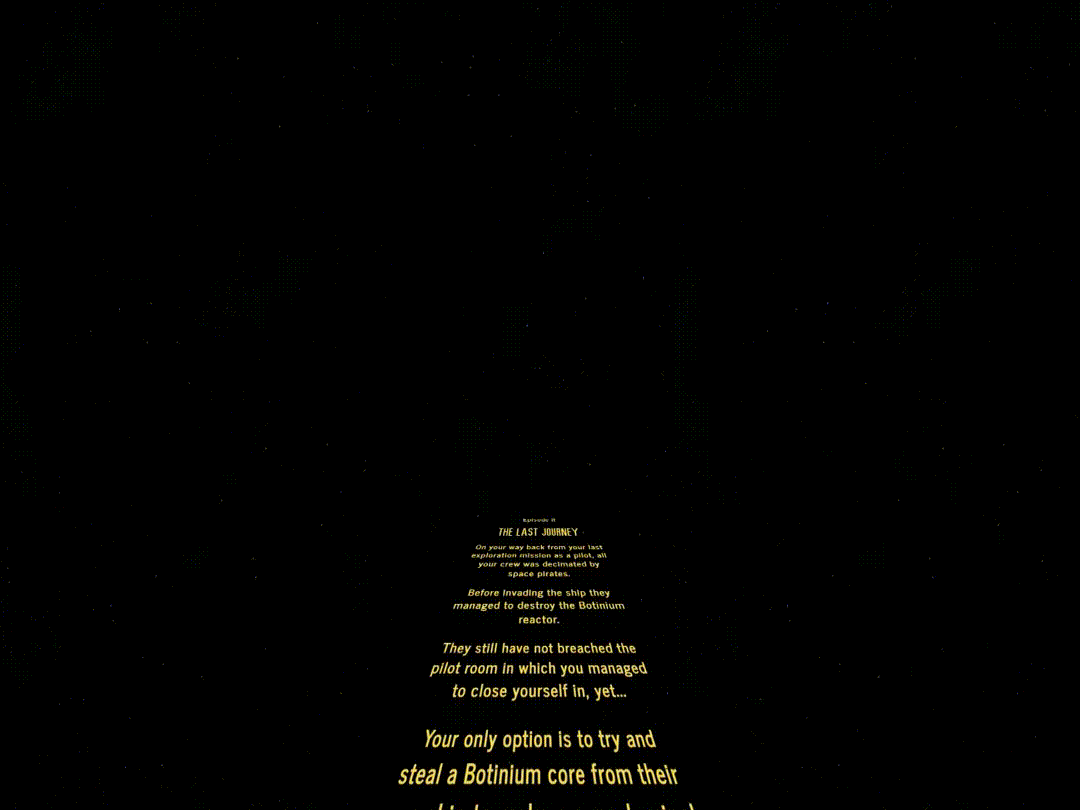 Episode II
THE LAST JOURNEY
On your way back from your last
exploration mission as a pilot, all
your crew was decimated by
space pirates.
Before invading the ship they
managed to destroy the Botinium
reactor.
They still have not breached the
pilot room in which you managed
to close yourself in, yet...
Your only option is to try and
steal a Botinium core from their